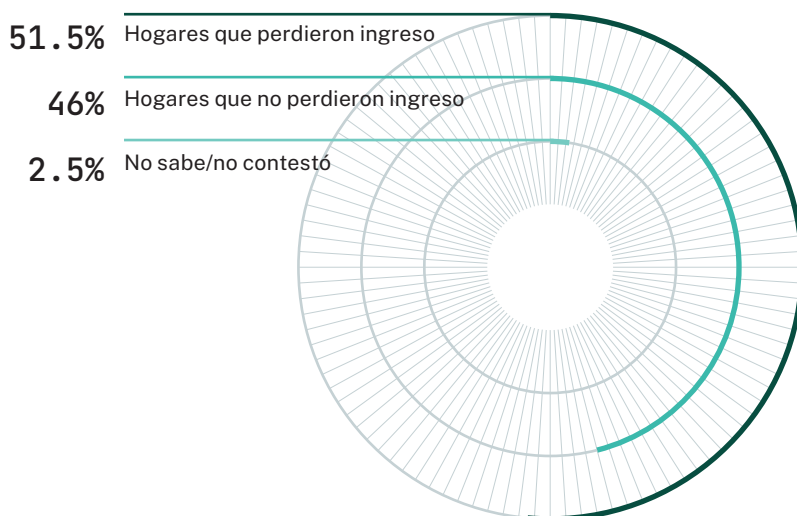 51.5% Hogares que perdieron ingreso
46% Hogares que no perdieron ingreso
2.5% No sabe/no contestó